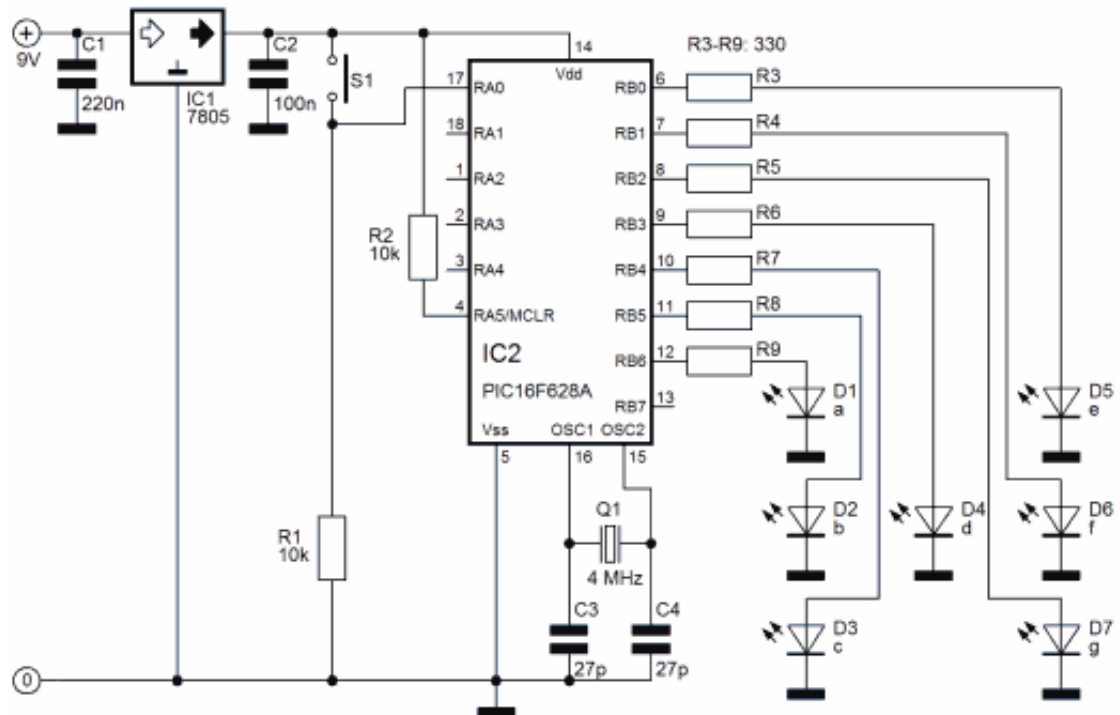 +
9V
C1
220n
IC1
7805
C2
100n
S1
R1
10k
R2
10k
14
Vdd
17 RA0
18 RA1
1 RA2
2 RA3
3 RA4
4 RA5/MCLR
IC2
PIC16F628A
Vss
5
OSC1
16
OSC2
15
RB0 6
RB1 7
RB2 8
RB3 9
RB4 10
RB5 11
RB6 12
RB7 13
R3-R9: 330
R3
R4
R5
R6
R7
R8
R9
Q1
4 MHz
C3
27p
C4
27p
D1
a
D2
b
D3
c
D4
d
D5
e
D6
f
D7
g
0